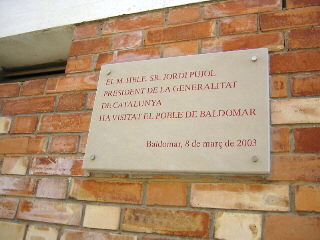 EL M. HBLE. SR. JORDI PUJOL
PRESIDENT DE LA GENERALITAT
DE CATALUNYA
HA VISITAT EL POBLE DE BALDOMAR
Baldomar, 8 de març de 2003